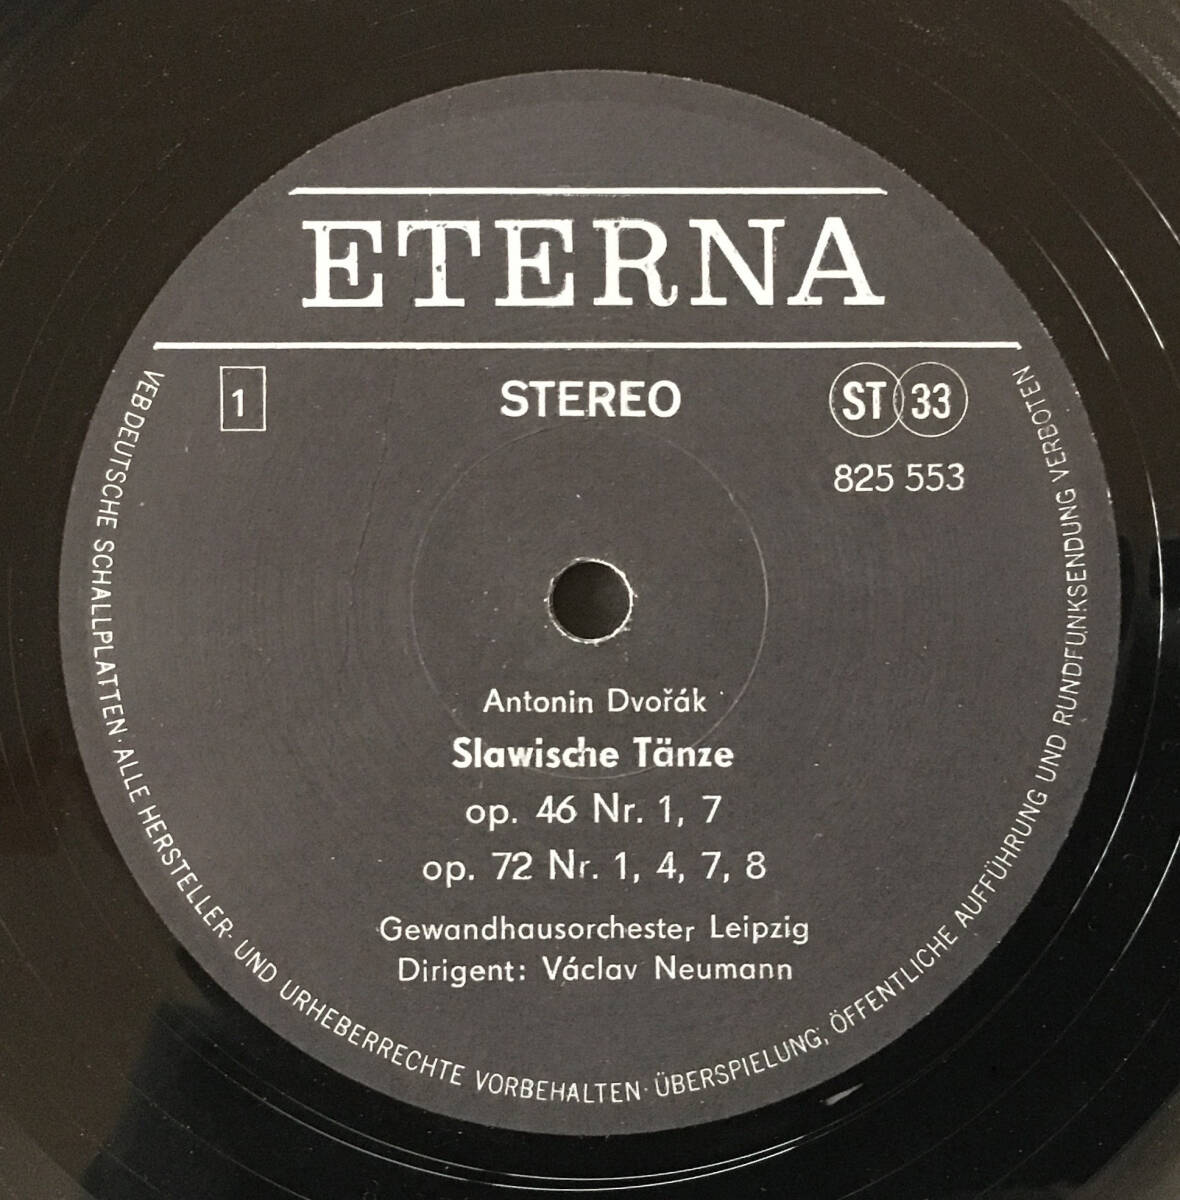 ETERNA
1
STEREO
ST 33
825 553
Antonin Dvořák
Slawische Tänze
op. 46 Nr. 1, 7
op. 72 Nr. 1, 4, 7, 8
Gewandhausorchester Leipzig
Dirigent: Václav Neumann
VEB DEUTSCHE SCHALLPLATTEN · ALLE HERSTELLER- UND URHEBERRECHTE VORBEHALTEN · ÜBERSPIELUNG, ÖFFENTLICHE AUFFÜHRUNG UND RUNDFUNKSENDUNG VERBOTEN